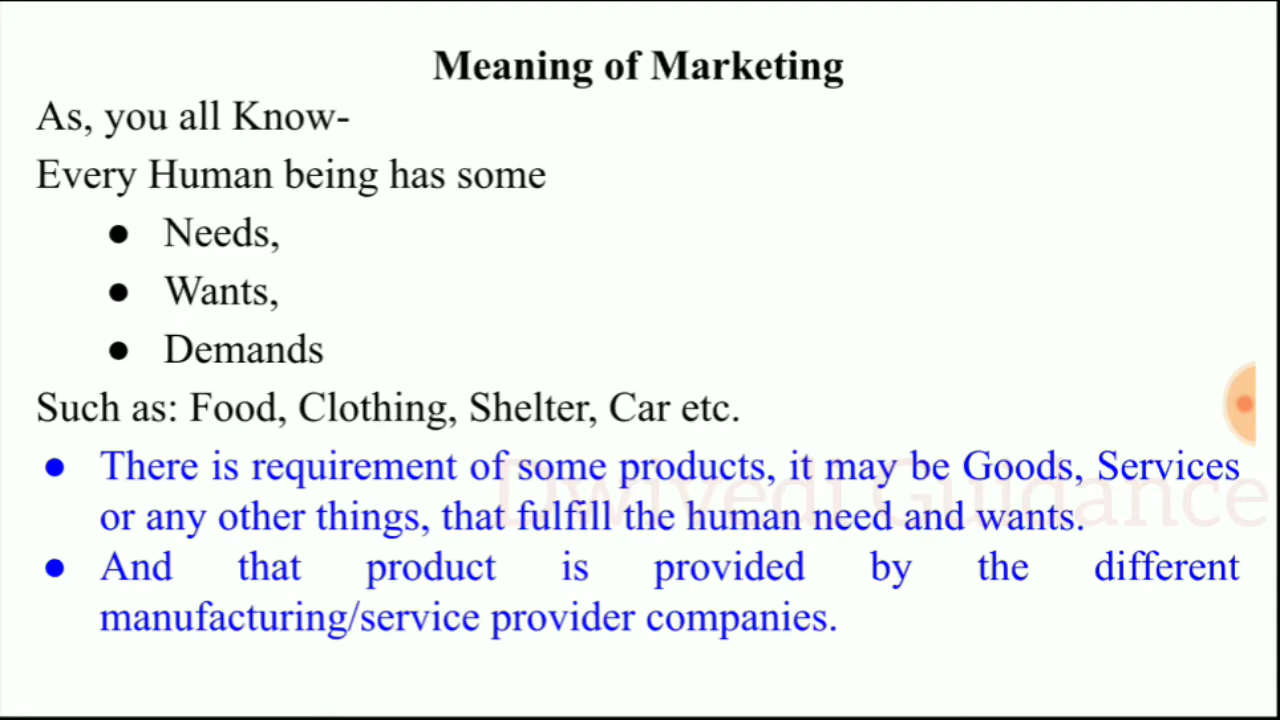 Meaning of Marketing
As, you all Know-
Every Human being has some
● Needs,
● Wants,
● Demands
Such as: Food, Clothing, Shelter, Car etc.
● There is requirement of some products, it may be Goods, Services
or any other things, that fulfill the human need and wants.
Dwivedi Guidance
● And that product is provided by the different
manufacturing/service provider companies.